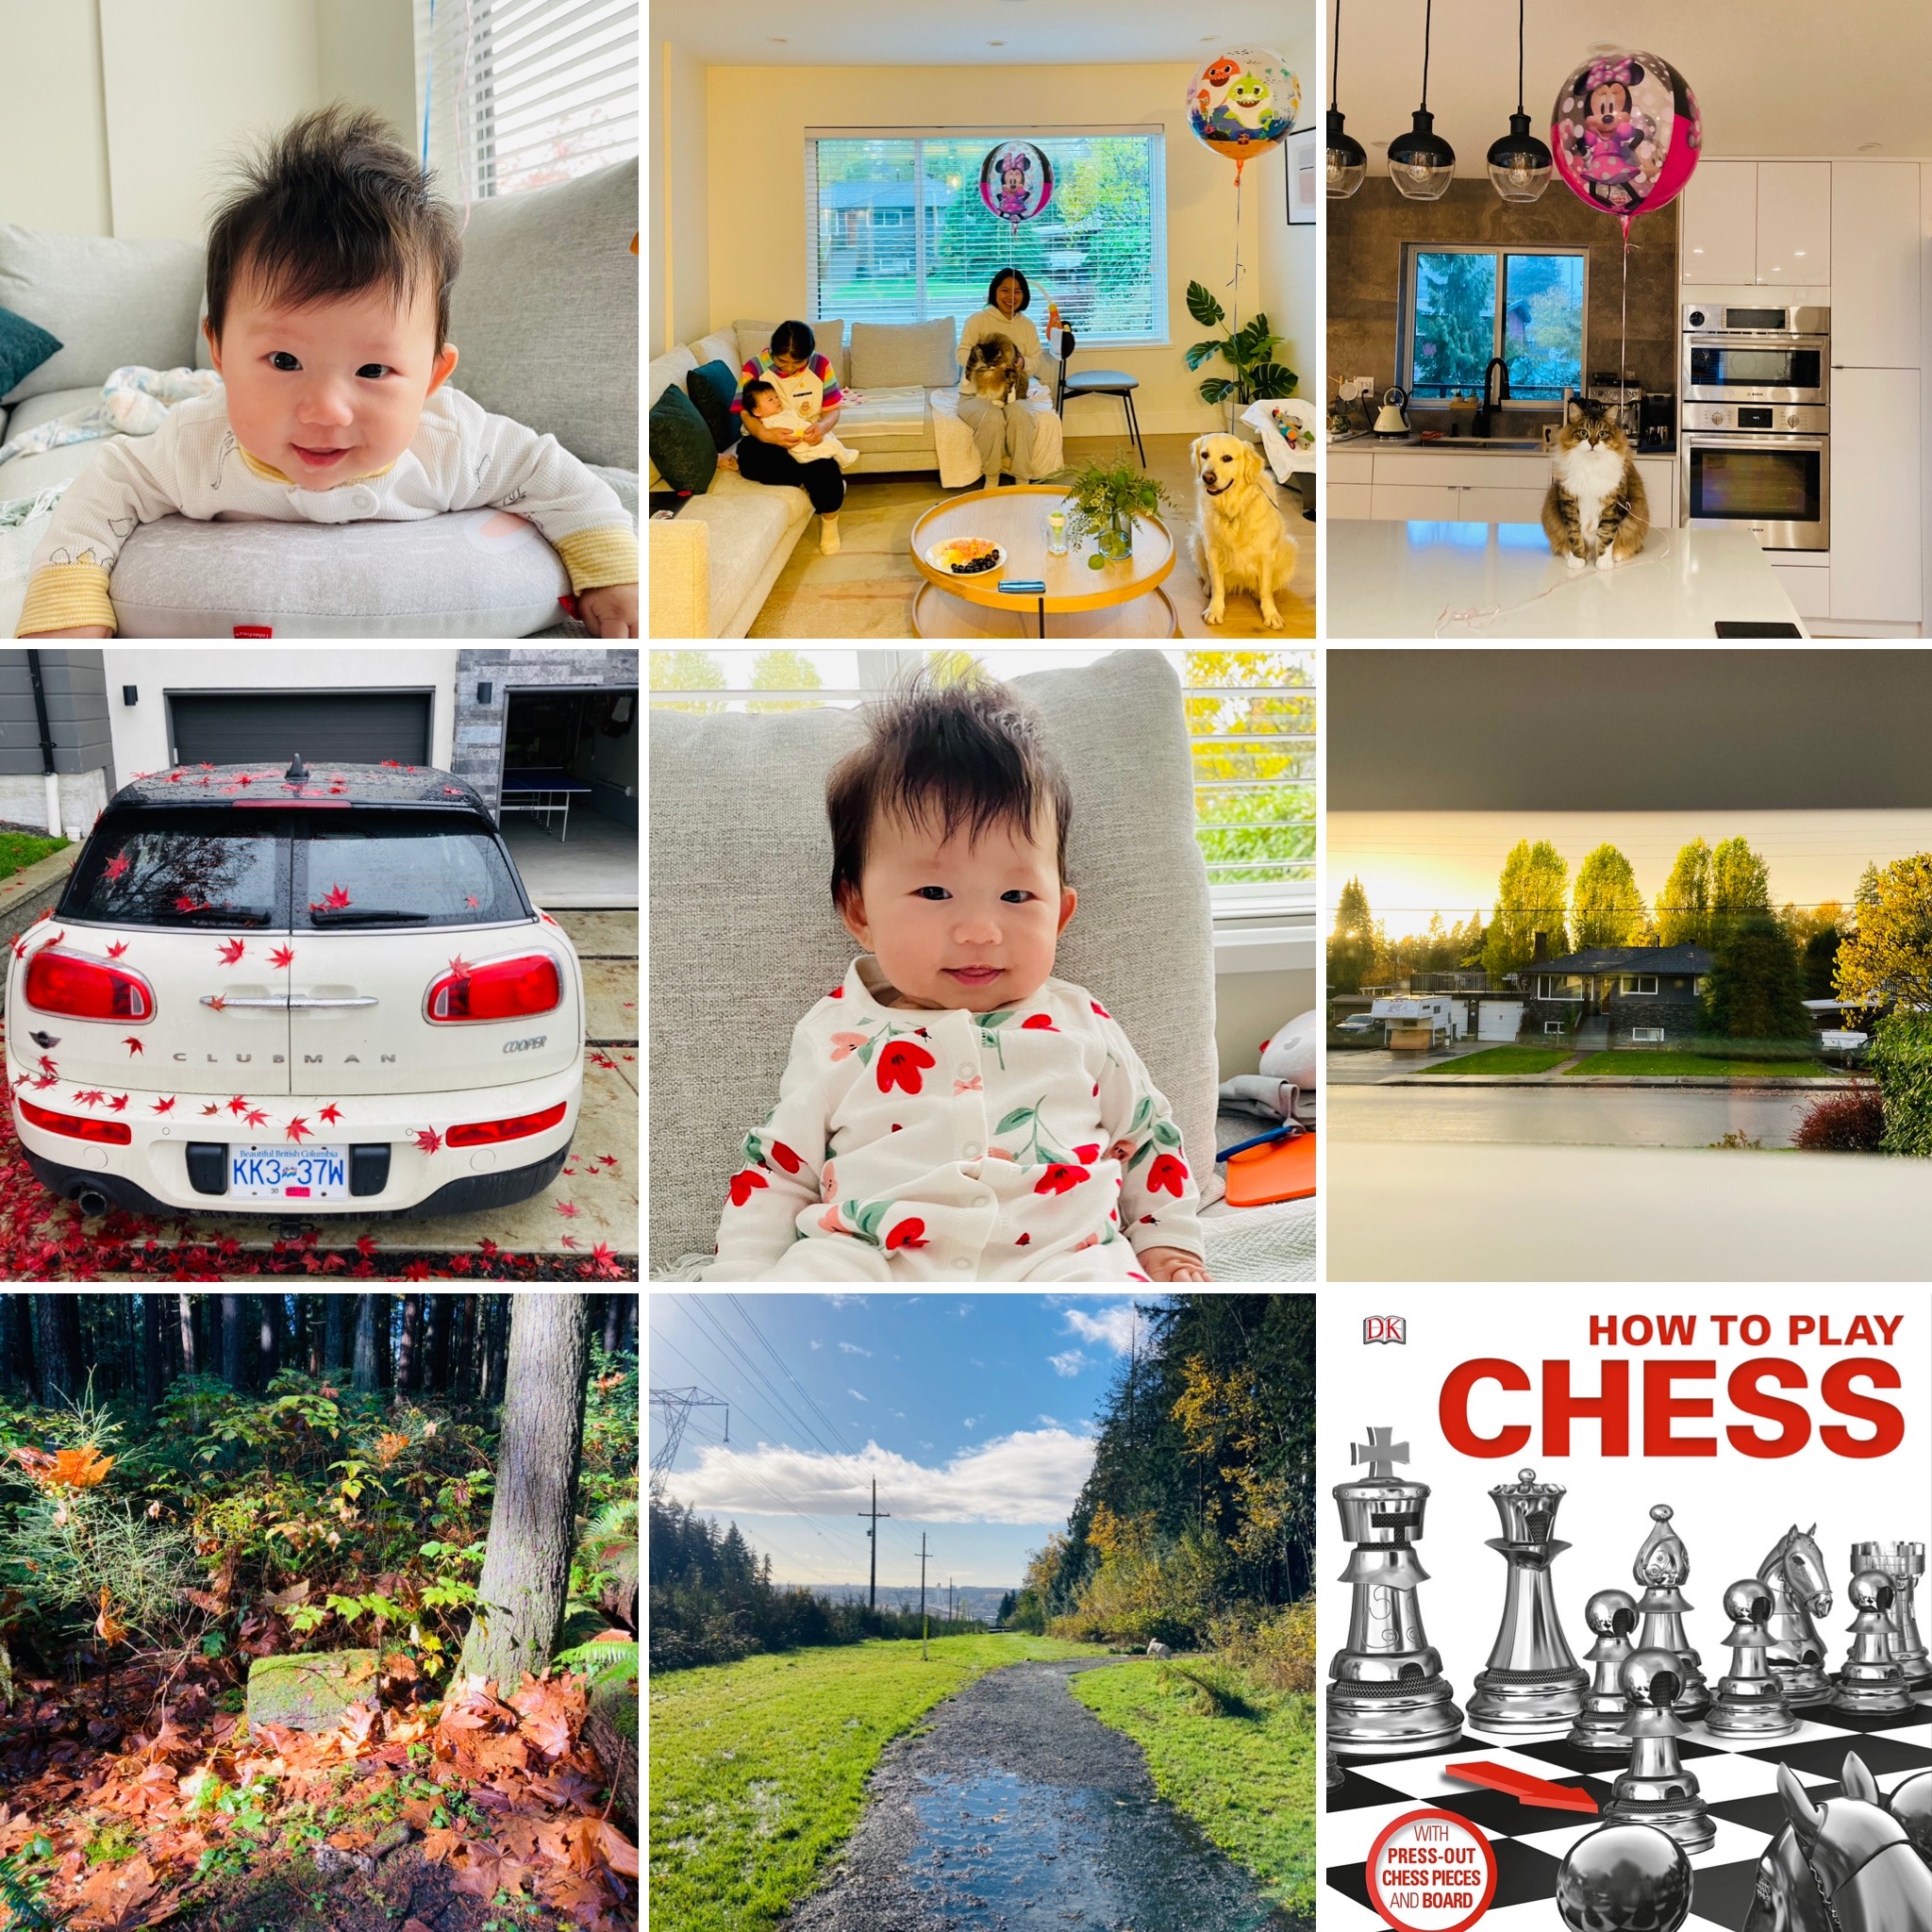 CLUBMAN
COOPER
Beautiful British Columbia
KK3 37W
30
DK
HOW TO PLAY
CHESS
WITH
PRESS-OUT
CHESS PIECES
AND BOARD